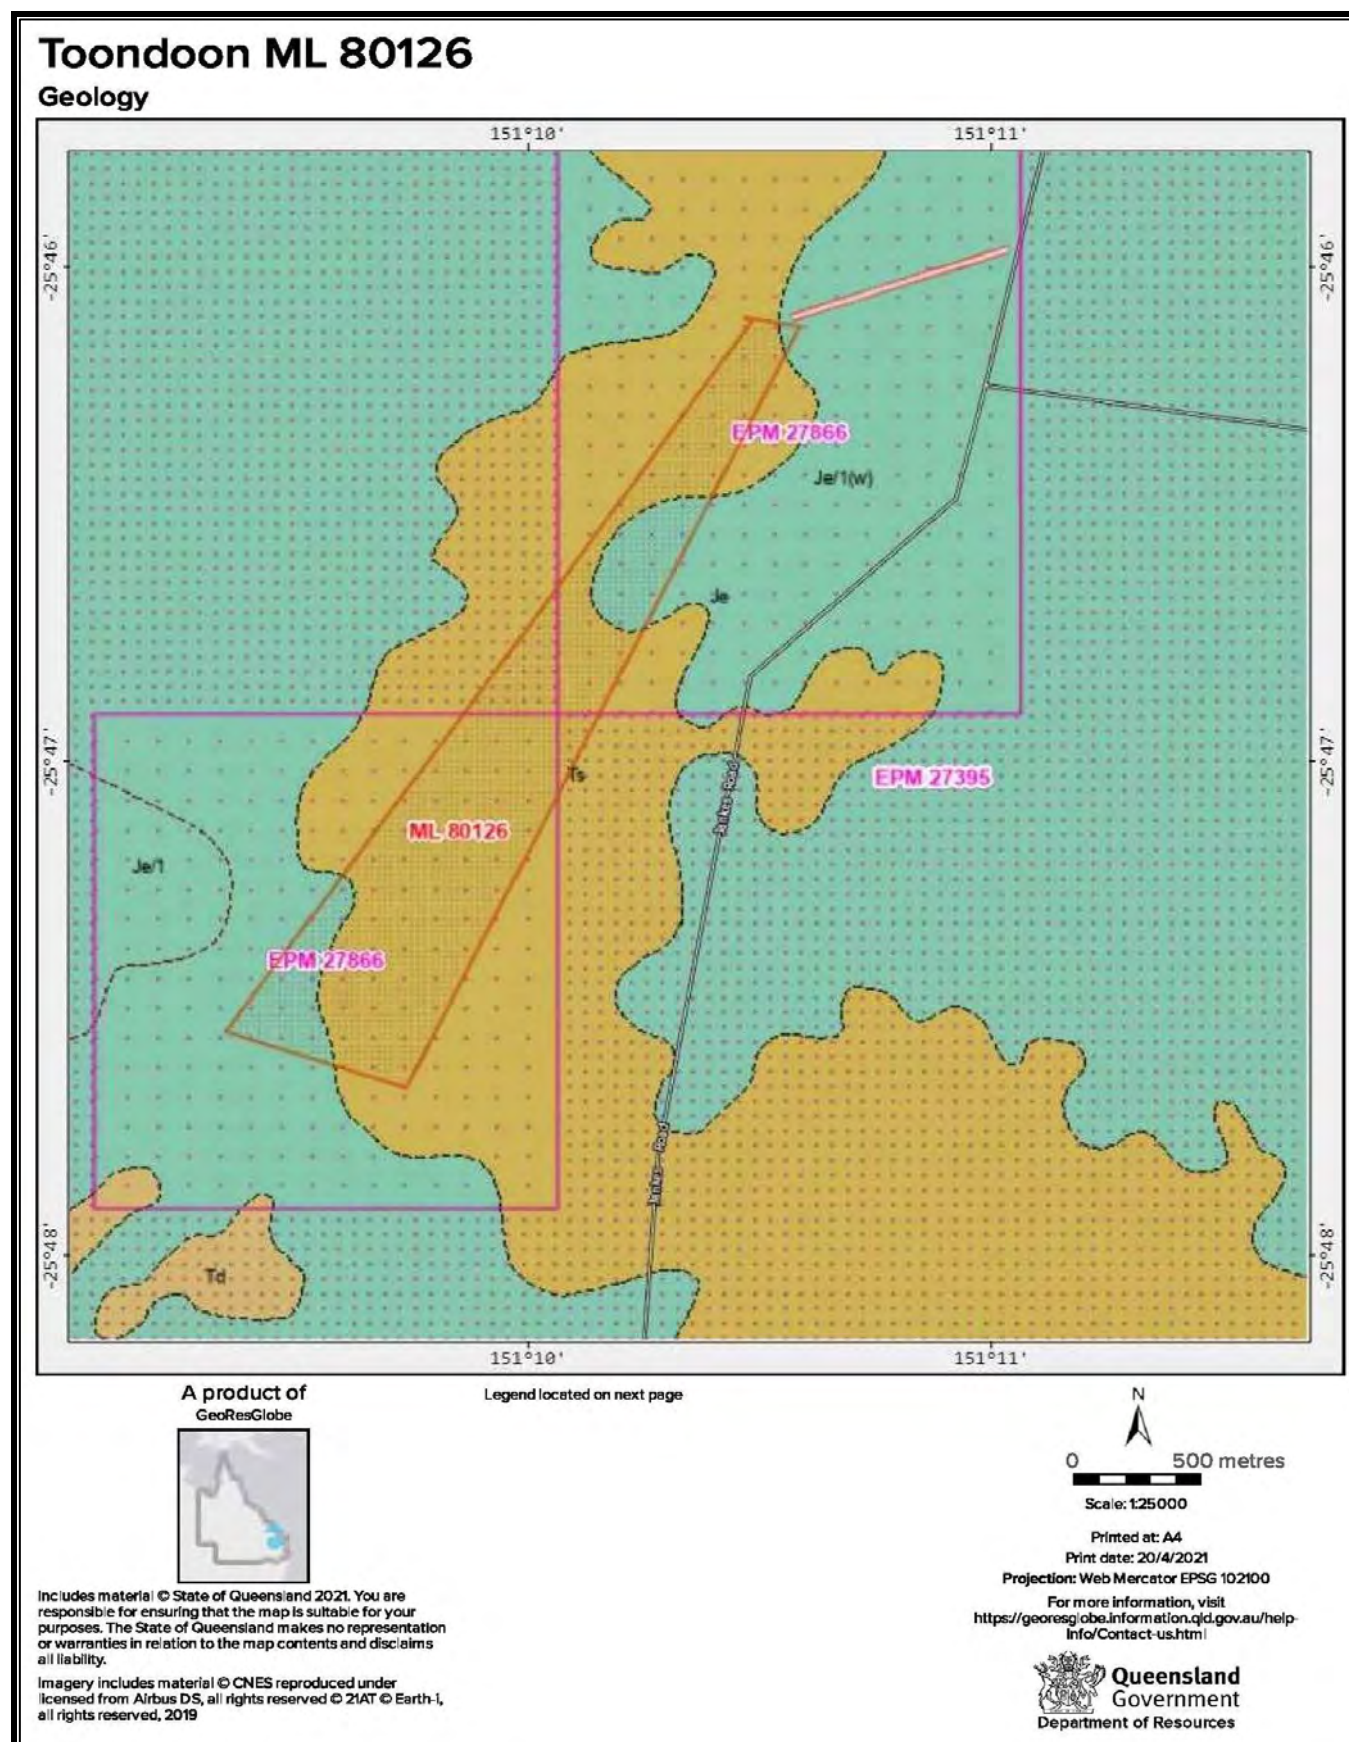 Toondoon ML 80126
Geology
151°10'
151°11'
-25°46'
-25°46'
EPM 27866
Je/1(w)
Je
-25°47'
-25°47'
Ts
EPM 27395
Jankes Road
ML 80126
Je/1
EPM 27866
Jankes Road
-25°48'
-25°48'
Td
151°10'
151°11'
A product of
GeoResGlobe
Legend located on next page
N
0 500 metres
Scale: 1:25000
Printed at: A4
Print date: 20/4/2021
Projection: Web Mercator EPSG 102100
For more information, visit
https://georesglobe.information.qld.gov.au/help-
info/Contact-us.html
Includes material © State of Queensland 2021. You are
responsible for ensuring that the map is suitable for your
purposes. The State of Queensland makes no representation
or warranties in relation to the map contents and disclaims
all liability.
Imagery includes material © CNES reproduced under
licensed from Airbus DS, all rights reserved © 21AT © Earth-i,
all rights reserved, 2019
Queensland
Government
Department of Resources